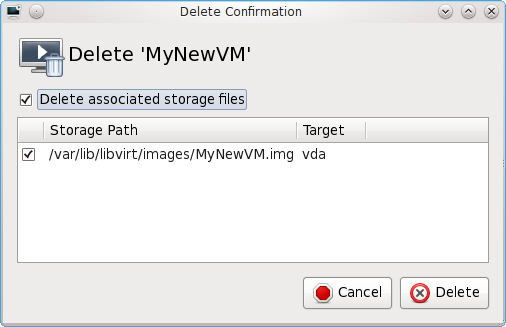 Delete Confirmation
Delete 'MyNewVM'
Delete associated storage files
Storage Path Target
/var/lib/libvirt/images/MyNewVM.img vda
Cancel Delete